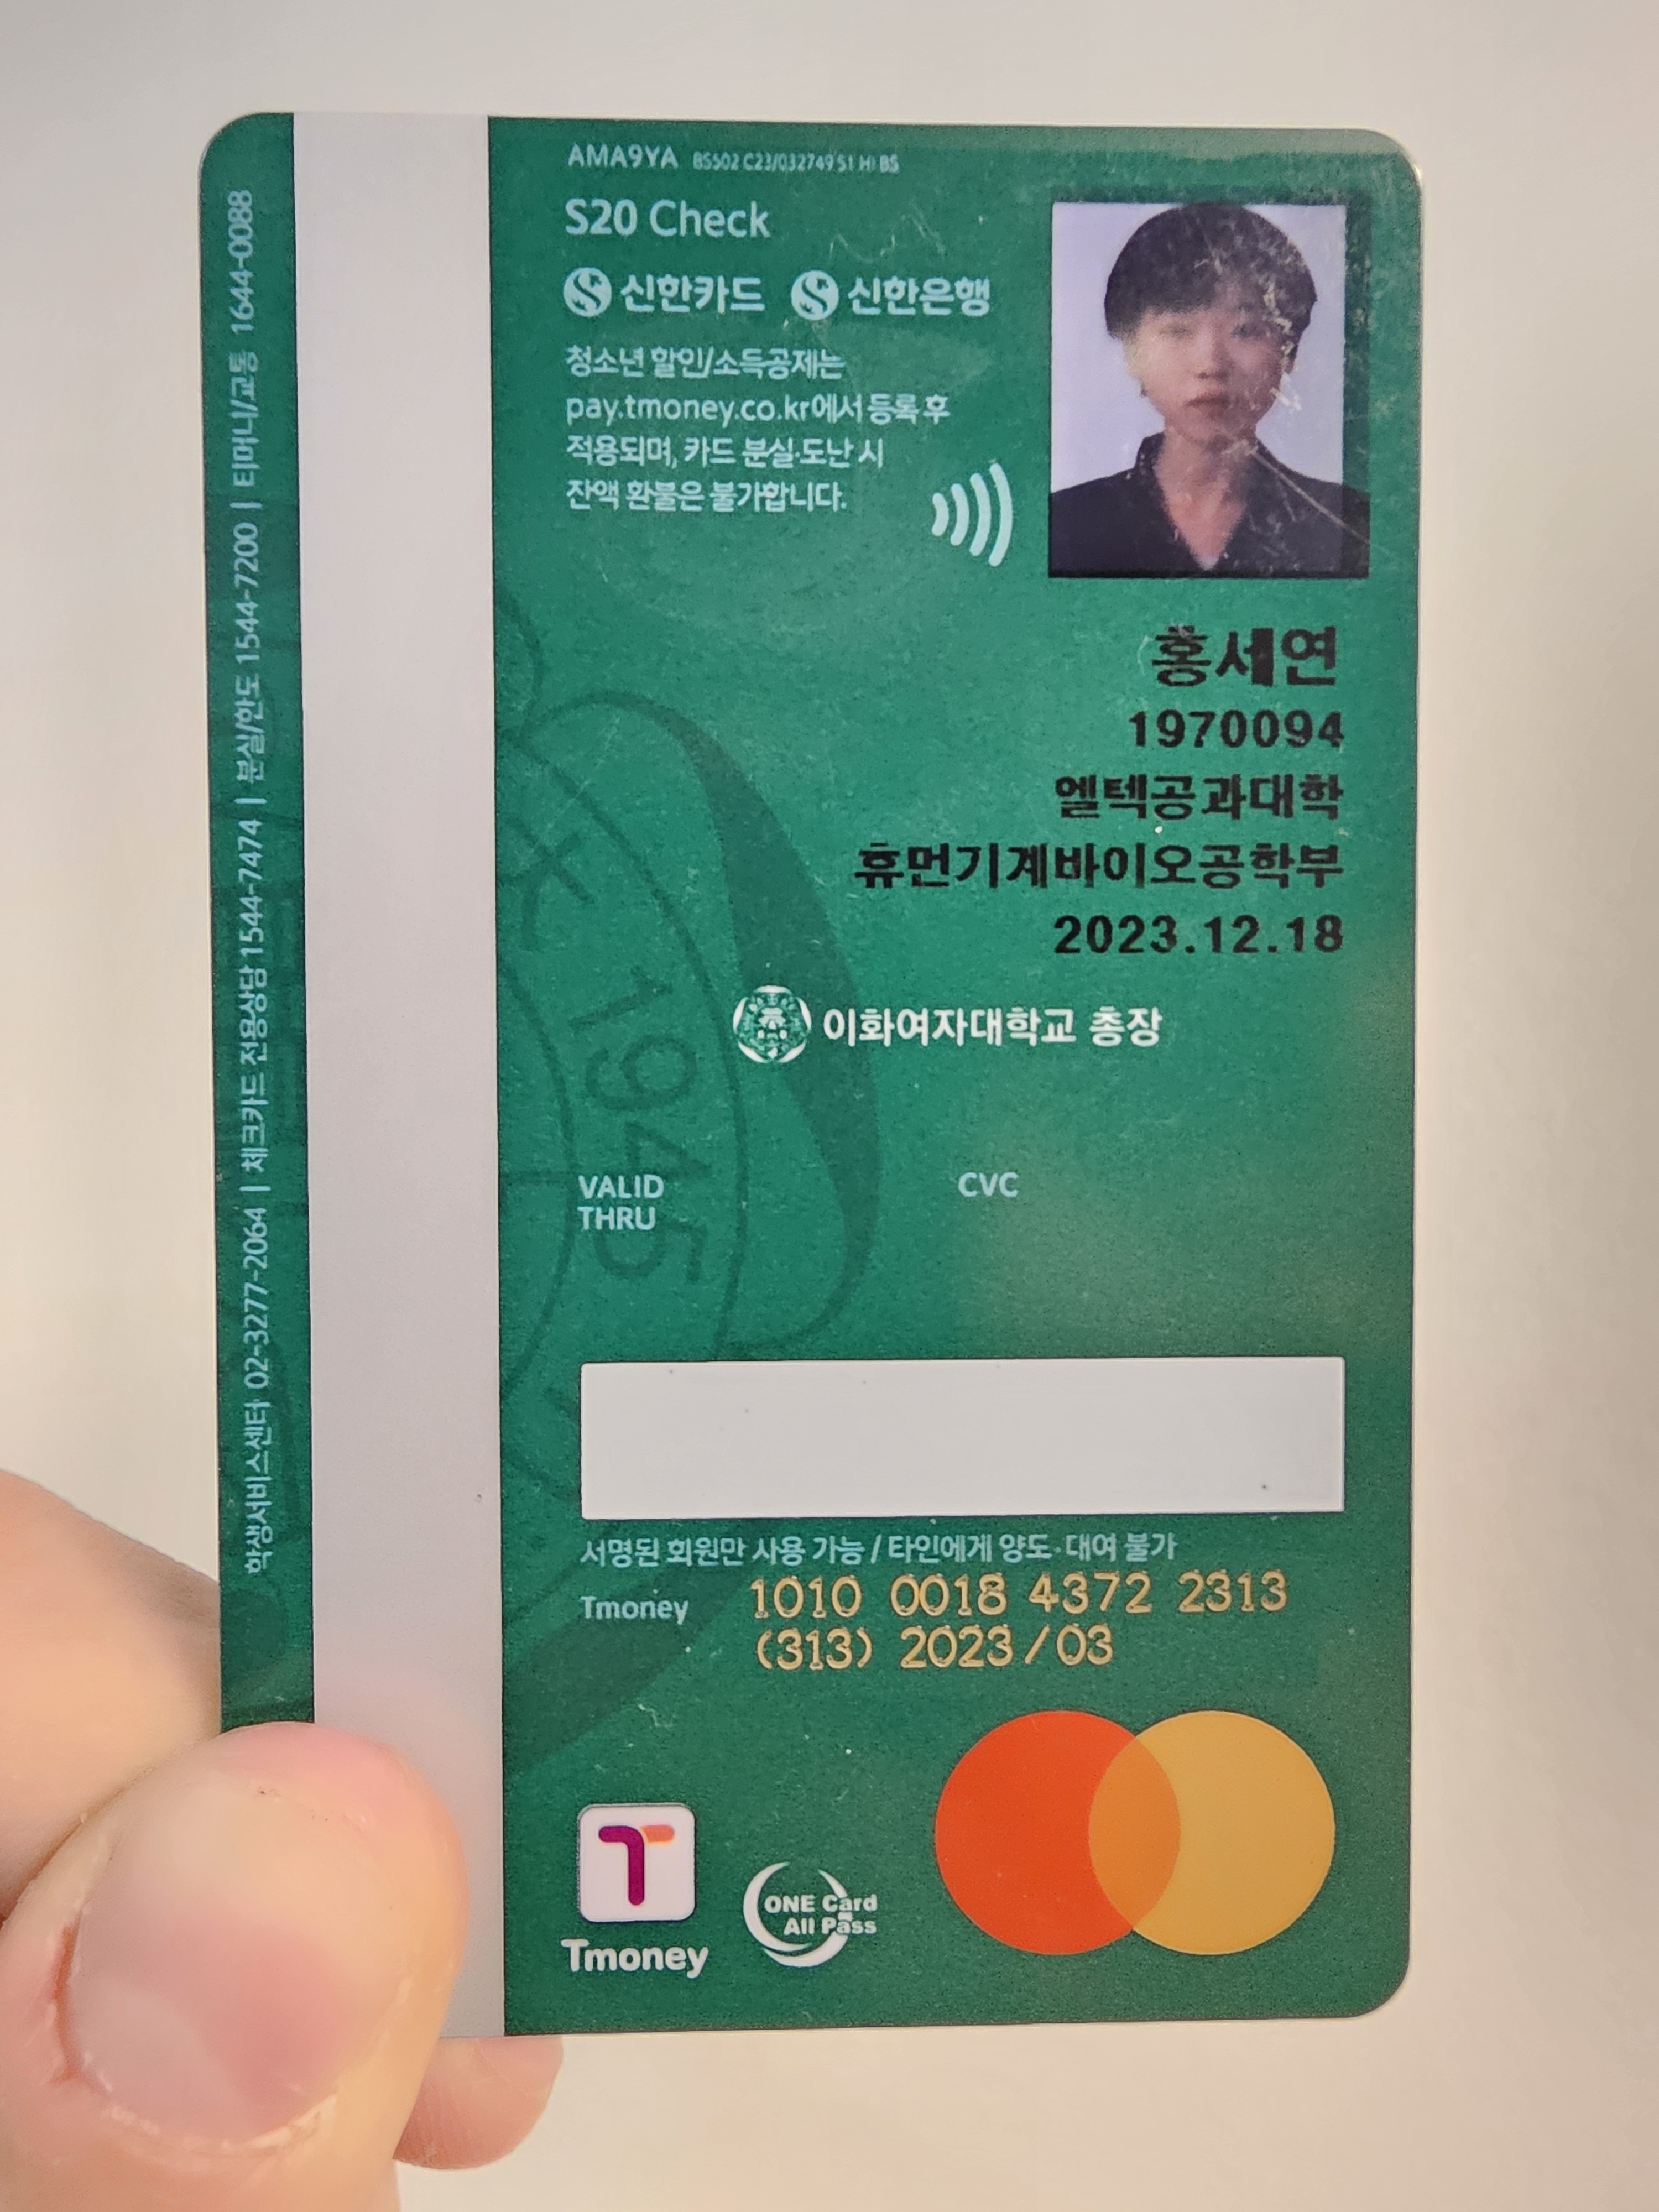 AMA9YA BS502 C23/032749 S1 HI BS
S20 Check
신한카드 신한은행
청소년 할인/소득공제는
pay.tmoney.co.kr에서 등록 후
적용되며, 카드 분실·도난 시
잔액 환불은 불가합니다.
홍세연
1970094
엘텍공과대학
휴먼기계바이오공학부
2023.12.18
이화여자대학교 총장
1945
VALID
THRU
CVC
서명된 회원만 사용 가능 / 타인에게 양도·대여 불가
Tmoney 1010 0018 4372 2313
(313) 2023/03
T
Tmoney
ONE Card
All Pass
학생서비스센터 02-3277-2064 | 체크카드 전용상담 1544-7474 | 분실/한도 1544-7200 | 티머니/교통 1644-0088